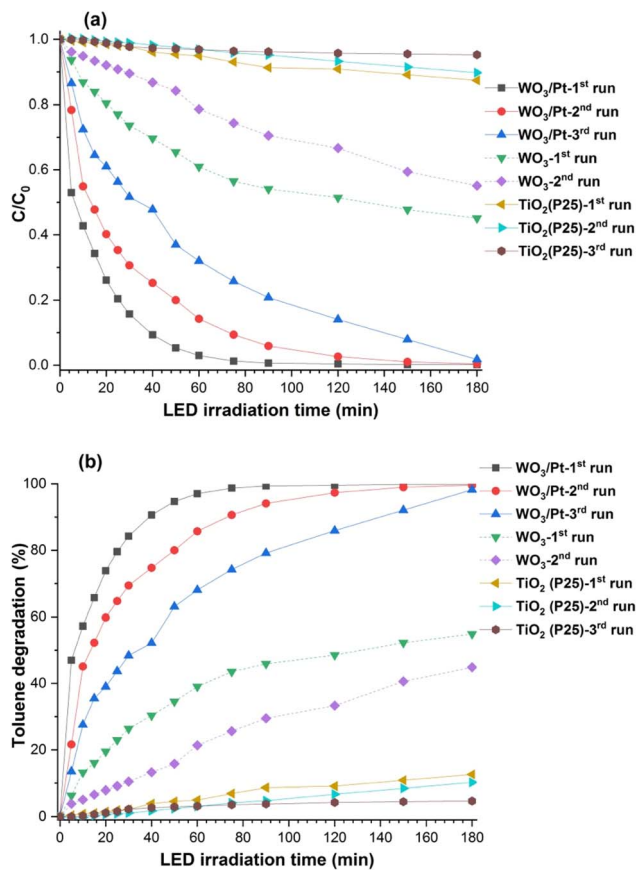 (a)
1.0
0.8
0.6
0.4
0.2
0.0
C/C₀
0 20 40 60 80 100 120 140 160 180
LED irradiation time (min)
WO₃/Pt-1ˢᵗ run
WO₃/Pt-2ⁿᵈ run
WO₃/Pt-3ʳᵈ run
WO₃-1ˢᵗ run
WO₃-2ⁿᵈ run
TiO₂(P25)-1ˢᵗ run
TiO₂(P25)-2ⁿᵈ run
TiO₂(P25)-3ʳᵈ run
(b)
100
80
60
40
20
0
Toluene degradation (%)
0 20 40 60 80 100 120 140 160 180
LED irradiation time (min)
WO₃/Pt-1ˢᵗ run
WO₃/Pt-2ⁿᵈ run
WO₃/Pt-3ʳᵈ run
WO₃-1ˢᵗ run
WO₃-2ⁿᵈ run
TiO₂ (P25)-1ˢᵗ run
TiO₂ (P25)-2ⁿᵈ run
TiO₂ (P25)-3ʳᵈ run